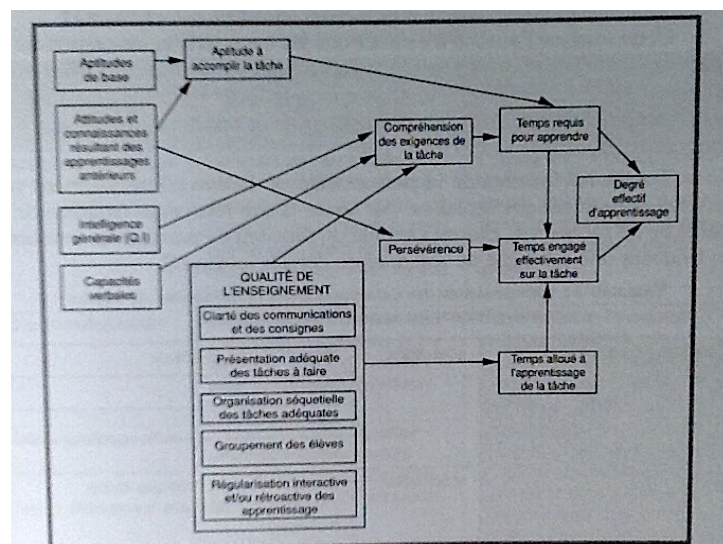 Aptitudes
de base
Aptitude à
accomplir la tâche
Attitudes et
connaissances
résultant des
apprentissages
antérieurs
Compréhension
des exigences de
la tâche
Temps requis
pour apprendre
Degré
effectif
d'apprentissage
Intelligence
générale (Q.I)
Persévérence
Temps engagé
effectivement
sur la tâche
Capacités
verbales
QUALITÉ DE
L'ENSEIGNEMENT
Clarté des communications
et des consignes
Présentation adéquate
des tâches à faire
Temps alloué à
l'apprentissage
de la tâche
Organisation séquetielle
des tâches adéquates
Groupement des élèves
Régularisation interactive
et/ou rétroactive des
apprentissage